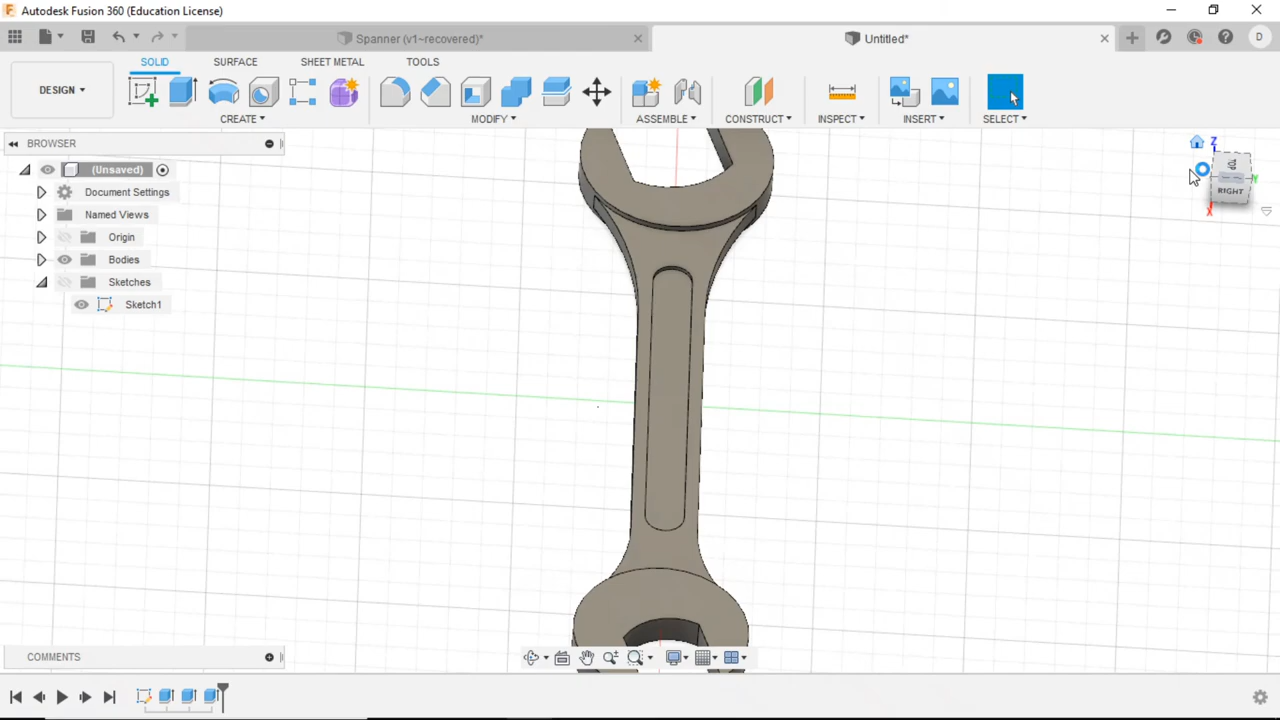 Autodesk Fusion 360 (Education License)
Spanner (v1~recovered)*
Untitled*
D
SOLID
SURFACE
SHEET METAL
TOOLS
DESIGN
CREATE
MODIFY
ASSEMBLE
CONSTRUCT
INSPECT
INSERT
SELECT
BROWSER
(Unsaved)
Document Settings
Named Views
Origin
Bodies
Sketches
Sketch1
Z
Y
RIGHT
X
COMMENTS